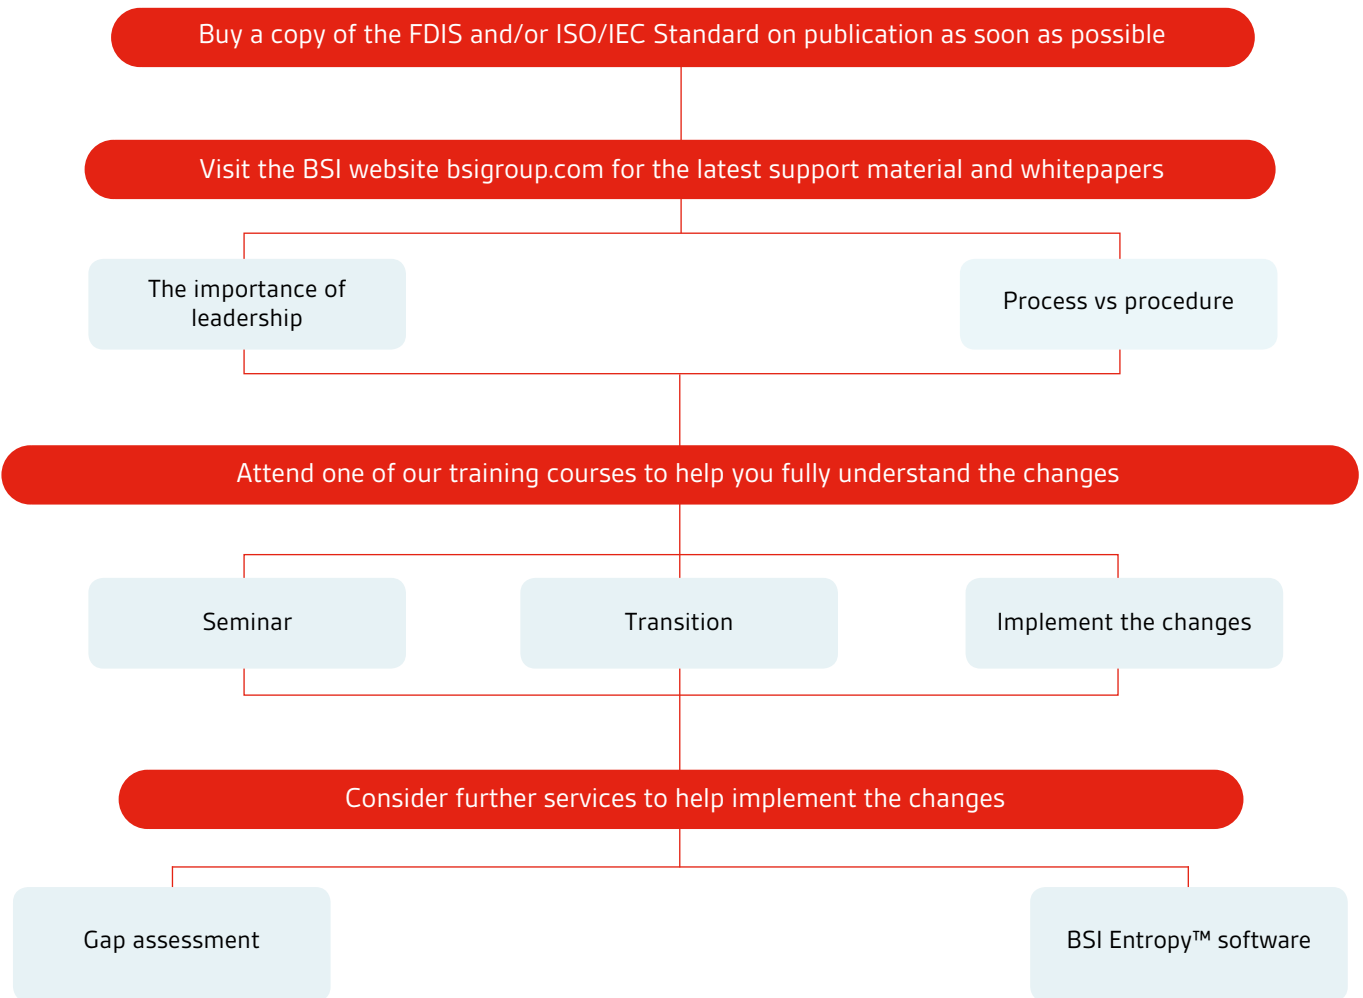 Buy a copy of the FDIS and/or ISO/IEC Standard on publication as soon as possible
Visit the BSI website bsigroup.com for the latest support material and whitepapers
The importance of
leadership
Process vs procedure
Attend one of our training courses to help you fully understand the changes
Seminar
Transition
Implement the changes
Consider further services to help implement the changes
Gap assessment
BSI Entropy™ software